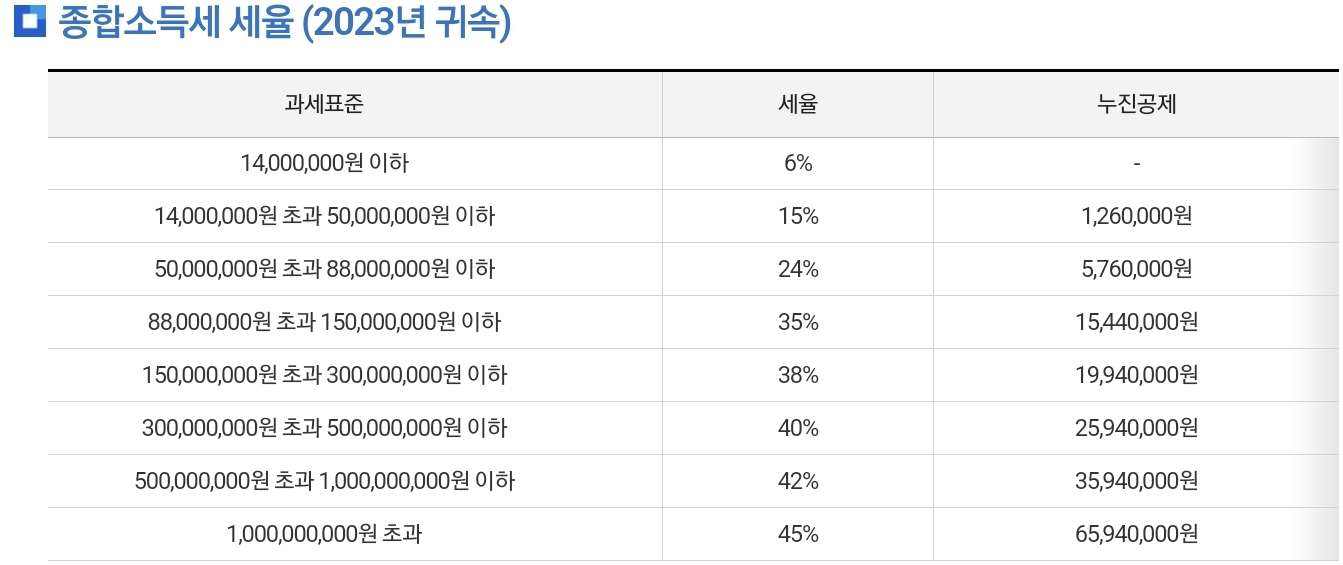 종합소득세 세율 (2023년 귀속)
과세표준 세율 누진공제
14,000,000원 이하 6% -
14,000,000원 초과 50,000,000원 이하 15% 1,260,000원
50,000,000원 초과 88,000,000원 이하 24% 5,760,000원
88,000,000원 초과 150,000,000원 이하 35% 15,440,000원
150,000,000원 초과 300,000,000원 이하 38% 19,940,000원
300,000,000원 초과 500,000,000원 이하 40% 25,940,000원
500,000,000원 초과 1,000,000,000원 이하 42% 35,940,000원
1,000,000,000원 초과 45% 65,940,000원